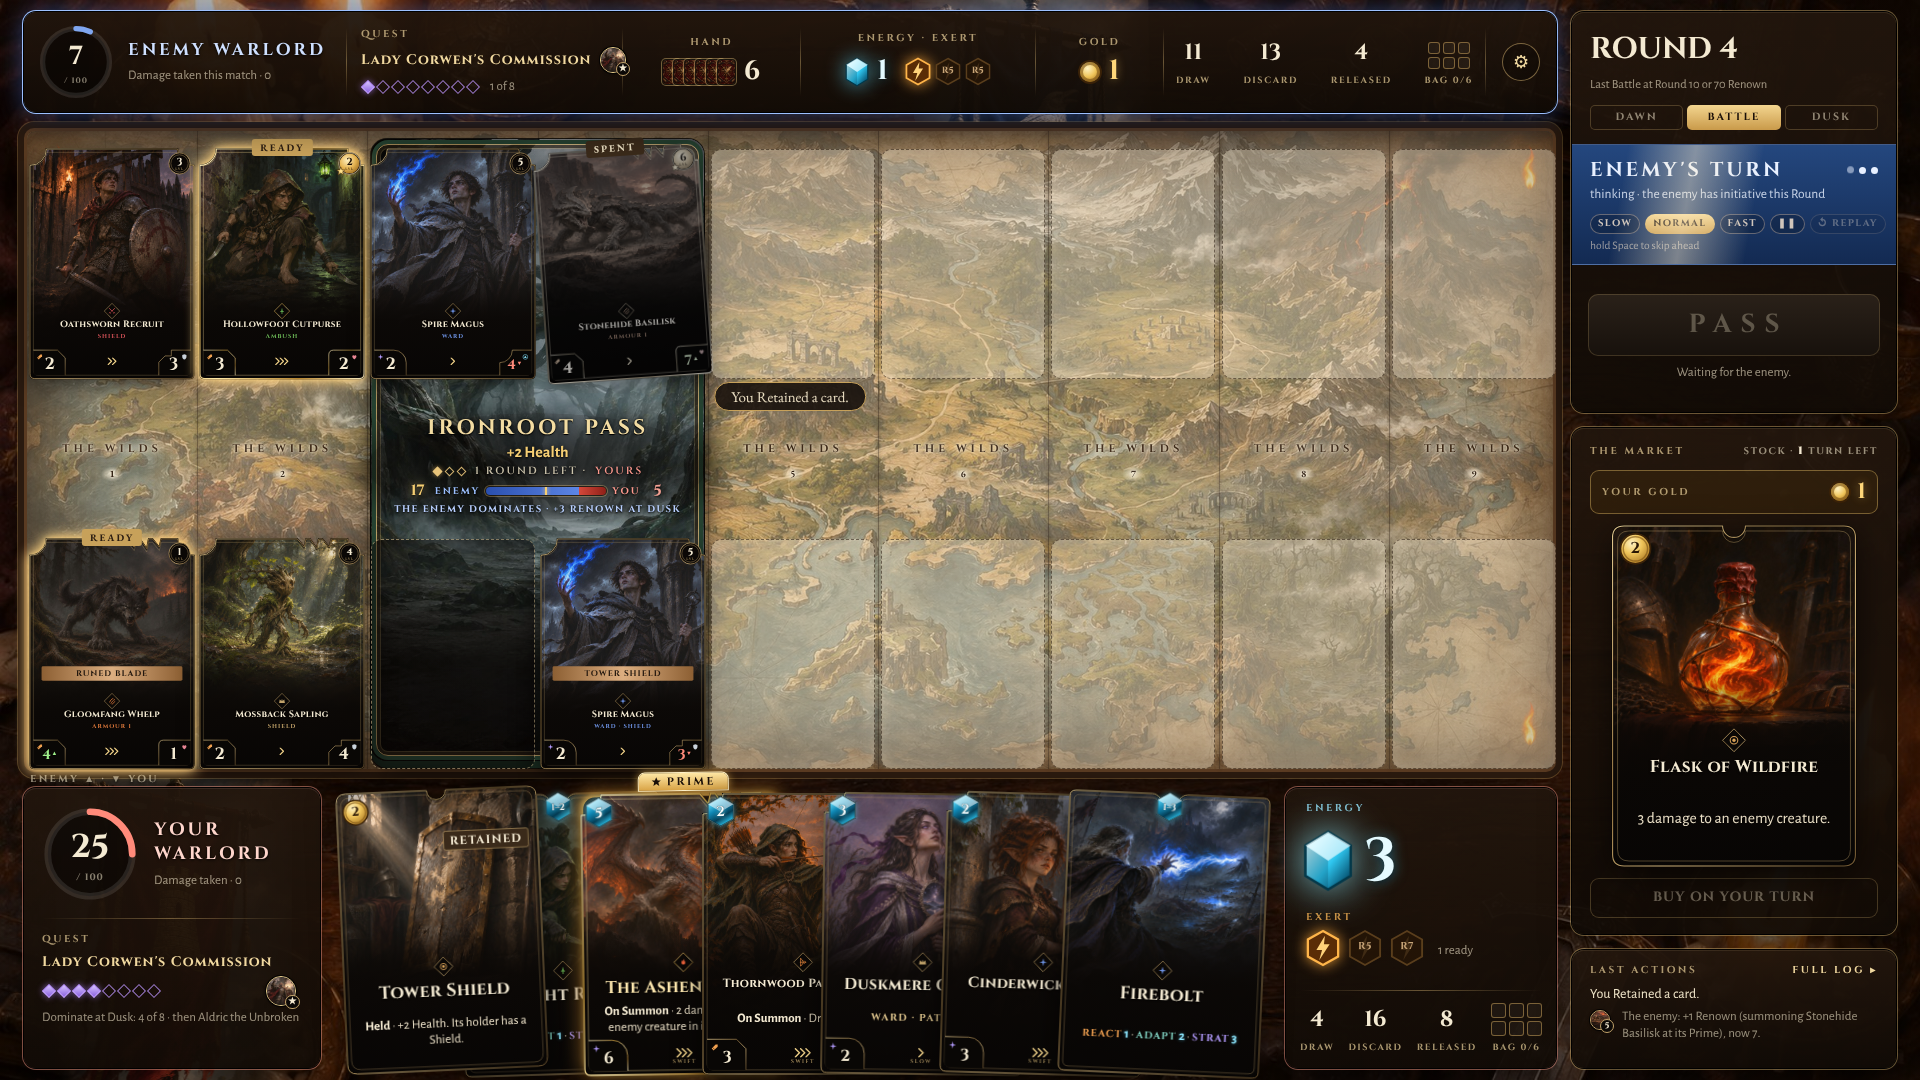 7
/ 100
ENEMY WARLORD
Damage taken this match · 0
QUEST
LADY CORWEN'S COMMISSION
1 of 8
HAND
6
ENERGY · EXERT
1
R5
R5
GOLD
1
11
DRAW
13
DISCARD
4
RELEASED
BAG 0/6
ROUND 4
Last Battle at Round 10 or 70 Renown
DAWN
BATTLE
DUSK
ENEMY'S TURN
thinking · the enemy has initiative this Round
SLOW
NORMAL
FAST
REPLAY
hold Space to skip ahead
PASS
Waiting for the enemy.
THE MARKET
STOCK · 1 TURN LEFT
YOUR GOLD
1
2
FLASK OF WILDFIRE
3 damage to an enemy creature.
BUY ON YOUR TURN
LAST ACTIONS
FULL LOG
You Retained a card.
5
The enemy: +1 Renown (summoning Stonehide
Basilisk at its Prime), now 7.
3
OATHSWORN RECRUIT
SHIELD
2
3
READY
2
HOLLOWFOOT CUTPURSE
AMBUSH
3
2
5
SPIRE MAGUS
WARD
2
4
SPENT
6
STONEHIDE BASILISK
ARMOUR 1
4
7
You Retained a card.
THE WILDS
1
THE WILDS
2
IRONROOT PASS
+2 Health
1 ROUND LEFT · YOURS
17 ENEMY
YOU 5
THE ENEMY DOMINATES · +3 RENOWN AT DUSK
THE WILDS
5
THE WILDS
6
THE WILDS
7
THE WILDS
8
THE WILDS
9
READY
1
RUNED BLADE
GLOOMFANG WHELP
ARMOUR 1
4
1
4
MOSSBACK SAPLING
SHIELD
2
4
5
TOWER SHIELD
SPIRE MAGUS
WARD · SHIELD
2
3
ENEMY ▲ · ▼ YOU
25
/ 100
YOUR
WARLORD
Damage taken · 0
QUEST
LADY CORWEN'S COMMISSION
Dominate at Dusk: 4 of 8 · then Aldric the Unbroken
2
RETAINED
TOWER SHIELD
Held · +2 Health. Its holder has a
Shield.
1-2
HT R
T 1 · ST
★ PRIME
5
THE ASHEN
On Summon · 2 dam
enemy creature in
6
SWIFT
2
THORNWOOD PA
On Summon · Dr
3
SWIFT
3
DUSKMERE
WARD · PAT
2
SLOW
2
CINDERWICK
3
SWIFT
1-3
FIREBOLT
REACT 1 · ADAPT 2 · STRAT 3
ENERGY
3
EXERT
R5
R7
1 ready
4
DRAW
16
DISCARD
8
RELEASED
BAG 0/6